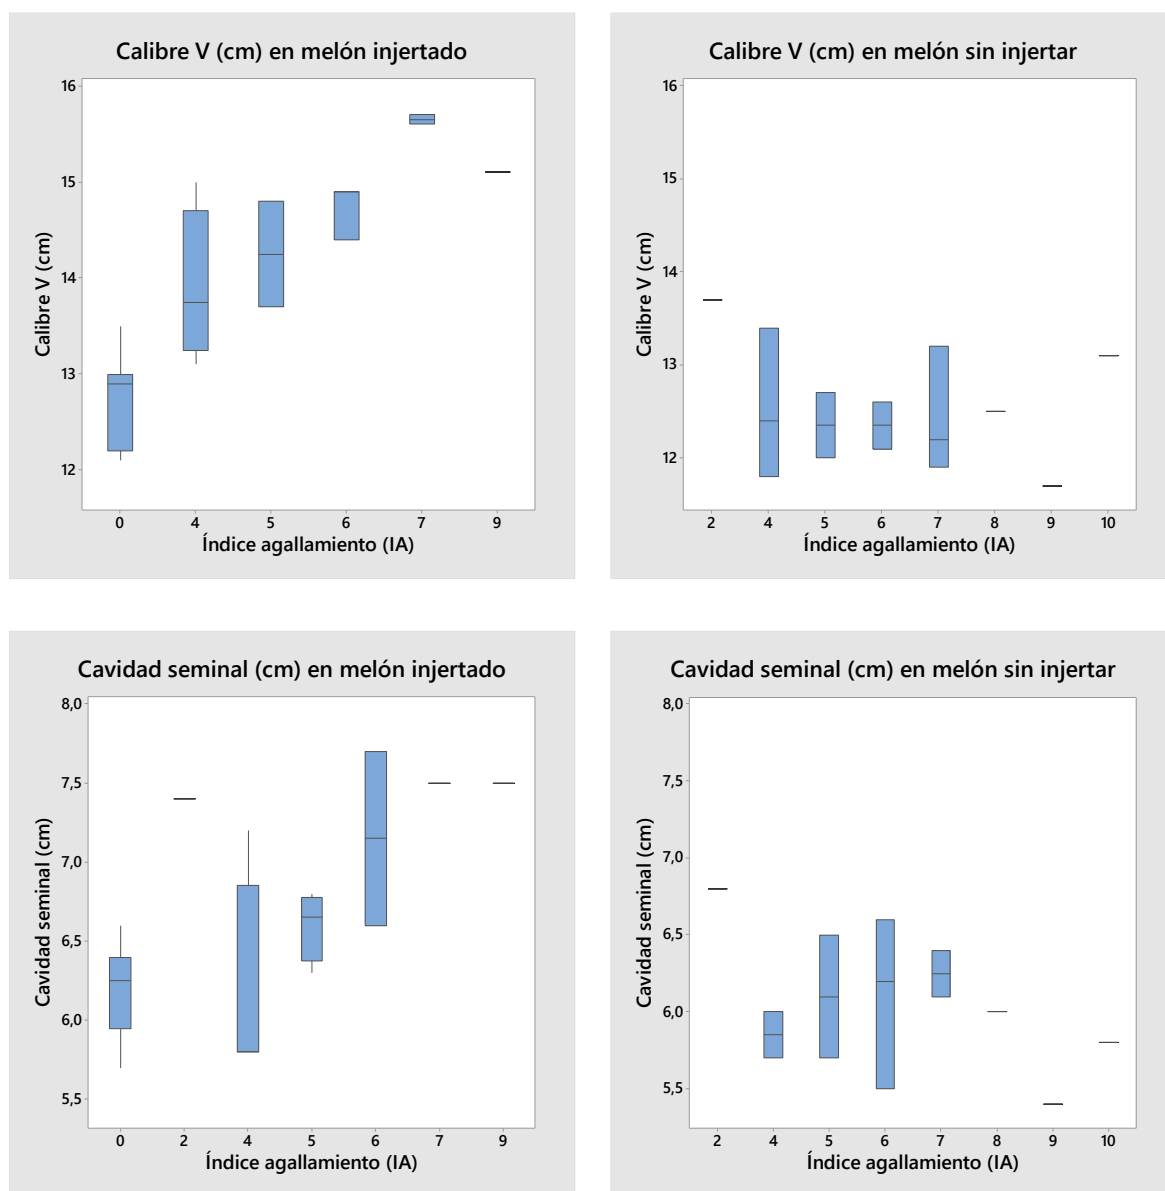 Calibre V (cm) en melón injertado
16
15
14
13
12
Calibre V (cm)
0 4 5 6 7 9
Índice agallamiento (IA)
Calibre V (cm) en melón sin injertar
16
15
14
13
12
Calibre V (cm)
2 4 5 6 7 8 9 10
Índice agallamiento (IA)
Cavidad seminal (cm) en melón injertado
8,0
7,5
7,0
6,5
6,0
5,5
Cavidad seminal (cm)
0 2 4 5 6 7 9
Índice agallamiento (IA)
Cavidad seminal (cm) en melón sin injertar
8,0
7,5
7,0
6,5
6,0
5,5
Cavidad seminal (cm)
2 4 5 6 7 8 9 10
Índice agallamiento (IA)